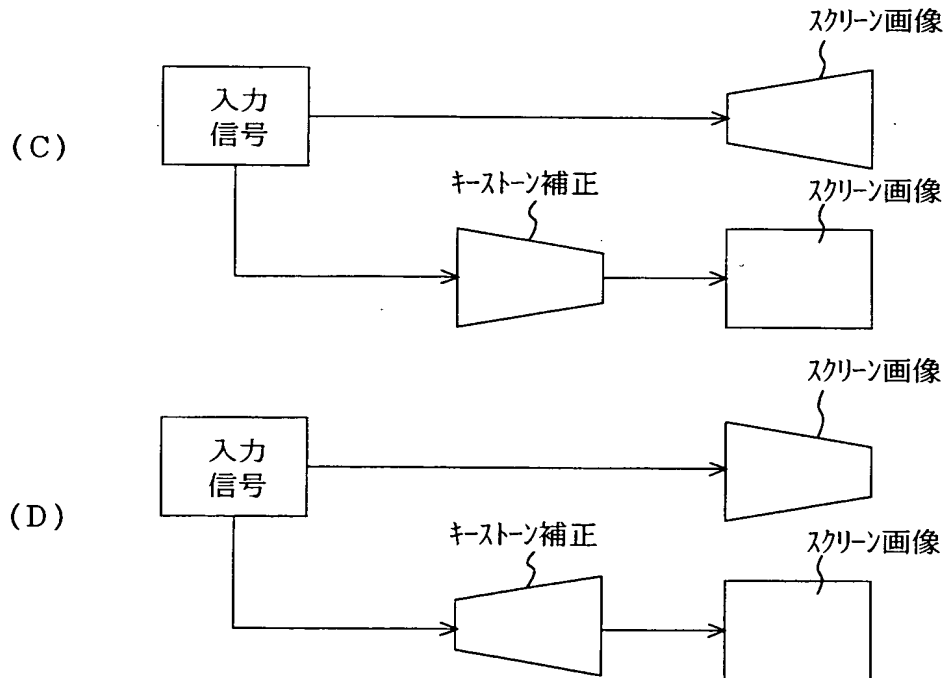 スクリーン画像
入力
信号
(C)
キーストーン補正
スクリーン画像
スクリーン画像
入力
信号
(D)
キーストーン補正
スクリーン画像